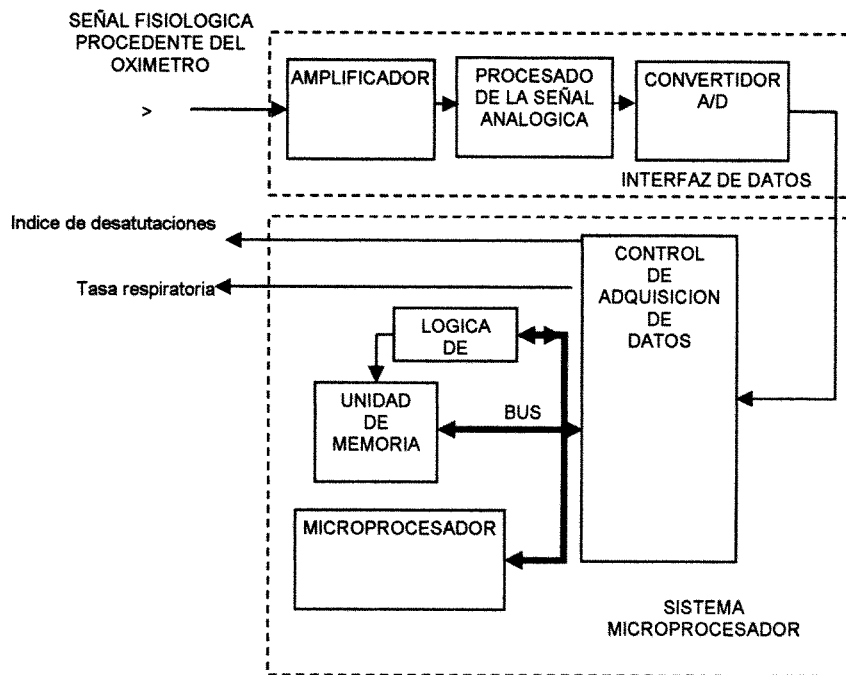 SEÑAL FISIOLOGICA
PROCEDENTE DEL
OXIMETRO
>
AMPLIFICADOR
PROCESADO
DE LA SEÑAL
ANALOGICA
CONVERTIDOR
A/D
INTERFAZ DE DATOS
Indice de desatutaciones
Tasa respiratoria
CONTROL
DE
ADQUISICION
DE
DATOS
LOGICA
DE
UNIDAD
DE
MEMORIA
BUS
MICROPROCESADOR
SISTEMA
MICROPROCESADOR